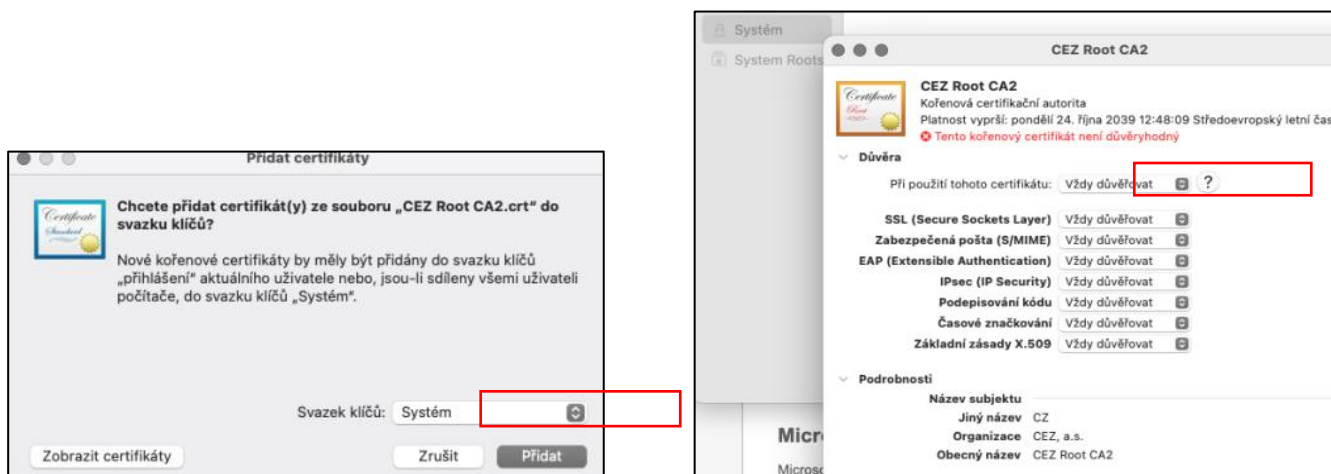 Přidat certifikáty
Certificate
Standard
Chcete přidat certifikát(y) ze souboru „CEZ Root CA2.crt" do
svazku klíčů?
Nové kořenové certifikáty by měly být přidány do svazku klíčů
„přihlášení" aktuálního uživatele nebo, jsou-li sdíleny všemi uživateli
počítače, do svazku klíčů „Systém".
Svazek klíčů: Systém
Zobrazit certifikáty Zrušit Přidat
Systém
System Roots
CEZ Root CA2
Certificate
Root
CEZ Root CA2
Kořenová certifikační autorita
Platnost vyprší: pondělí 24. října 2039 12:48:09 Středoevropský letní čas
Tento kořenový certifikát není důvěryhodný
Důvěra
Při použití tohoto certifikátu: Vždy důvěřovat ?
SSL (Secure Sockets Layer) Vždy důvěřovat
Zabezpečená pošta (S/MIME) Vždy důvěřovat
EAP (Extensible Authentication) Vždy důvěřovat
IPsec (IP Security) Vždy důvěřovat
Podepisování kódu Vždy důvěřovat
Časové značkování Vždy důvěřovat
Základní zásady X.509 Vždy důvěřovat
Podrobnosti
Název subjektu
Jiný název CZ
Organizace CEZ, a.s.
Obecný název CEZ Root CA2